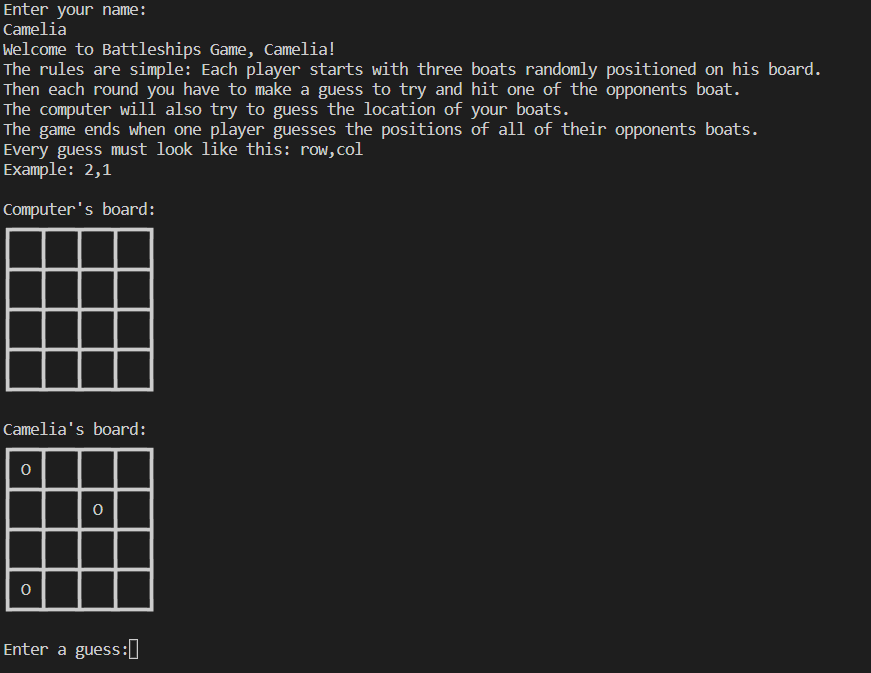 Enter your name:
Camelia
Welcome to Battleships Game, Camelia!
The rules are simple: Each player starts with three boats randomly positioned on his board.
Then each round you have to make a guess to try and hit one of the opponents boat.
The computer will also try to guess the location of your boats.
The game ends when one player guesses the positions of all of their opponents boats.
Every guess must look like this: row,col
Example: 2,1
Computer's board:
Camelia's board:
O
O
O
Enter a guess: